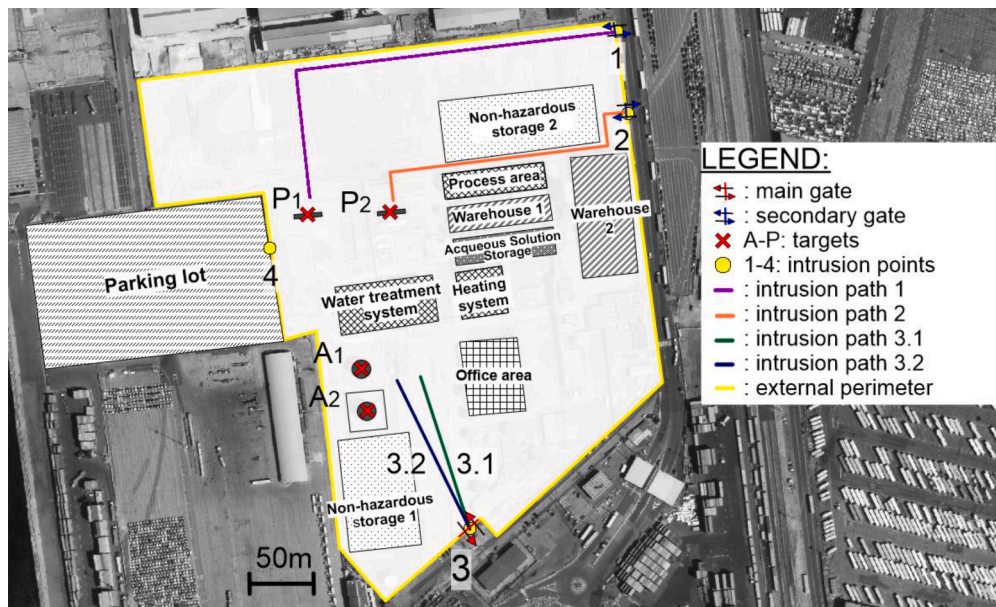 1
Non-hazardous
storage 2
2
LEGEND:
: main gate
: secondary gate
A-P: targets
1-4: intrusion points
: intrusion path 1
: intrusion path 2
: intrusion path 3.1
: intrusion path 3.2
: external perimeter
Process area
P1
P2
Warehouse 1
Warehouse
2
Acqueous Solution
Storage
4
Parking lot
Water treatment
system
Heating
system
A1
Office area
A2
3.2
3.1
Non-hazardous
storage 1
50m
3